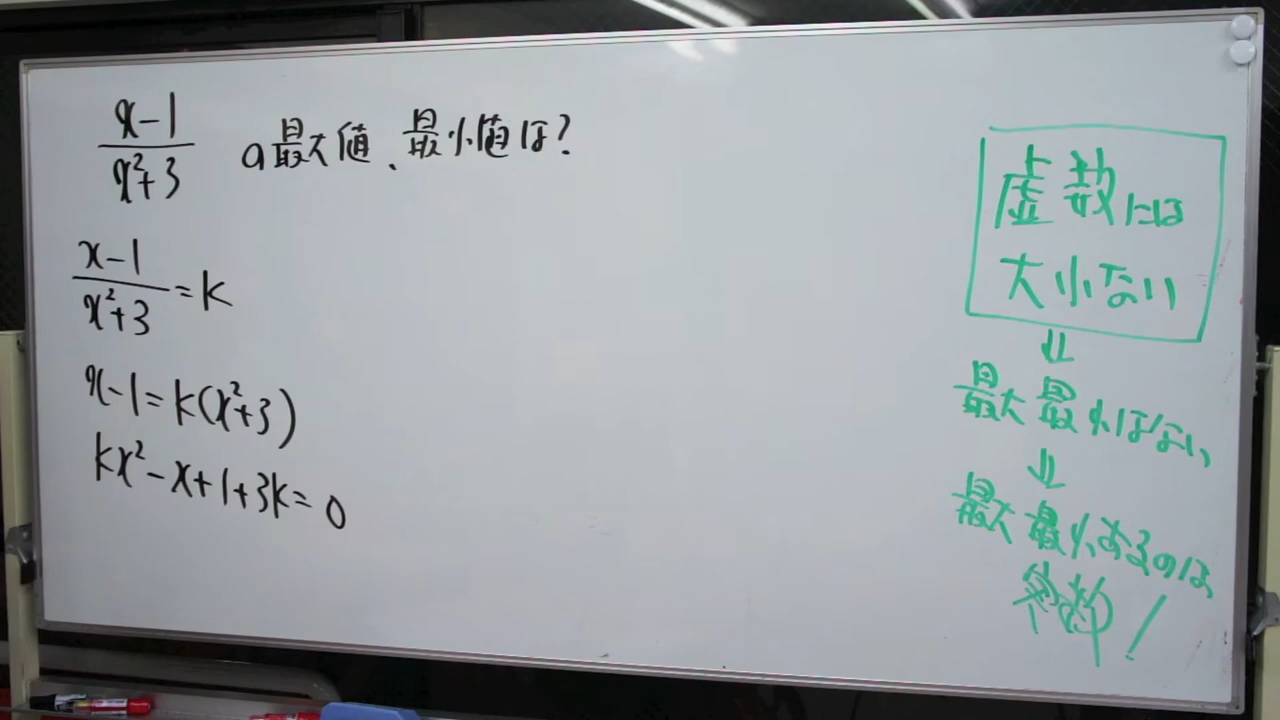 x-1
x²+3
の最大値、最小値は?
x-1
x²+3
=k
x-1=k(x²+3)
kx²-x+1+3k=0
虚数には
大小ない
⇓
最大最小はない
⇓
最大最小あるのは、
実数!